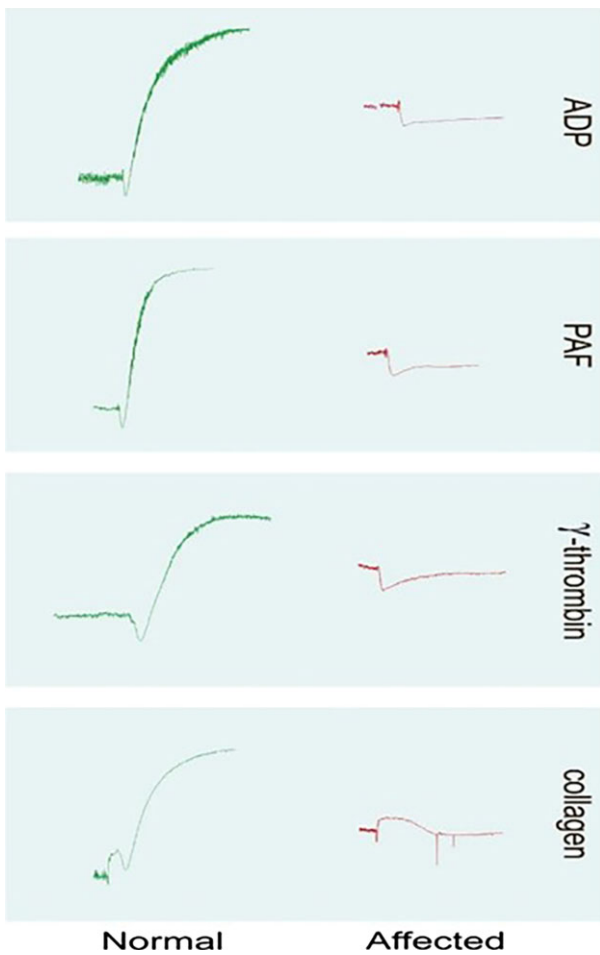 ADP
PAF
γ-thrombin
collagen
Normal
Affected